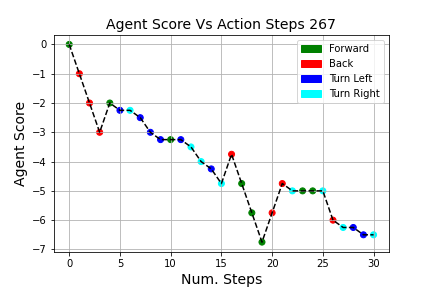 Agent Score Vs Action Steps 267
Forward
Back
Turn Left
Turn Right
Agent Score
0
−1
−2
−3
−4
−5
−6
−7
0 5 10 15 20 25 30
Num. Steps